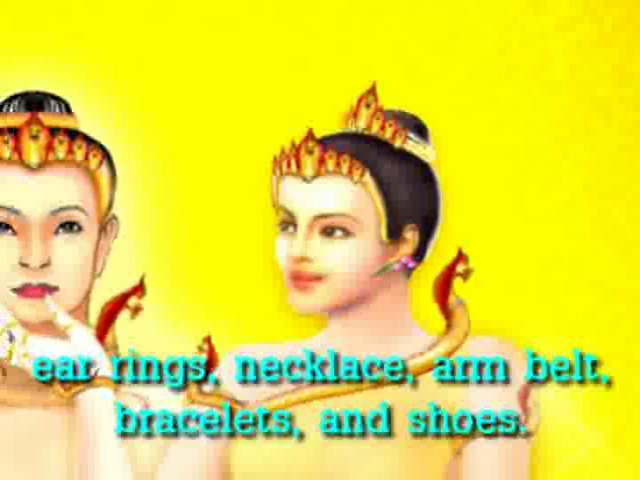 ear rings, necklace, arm belt,
bracelets, and shoes.